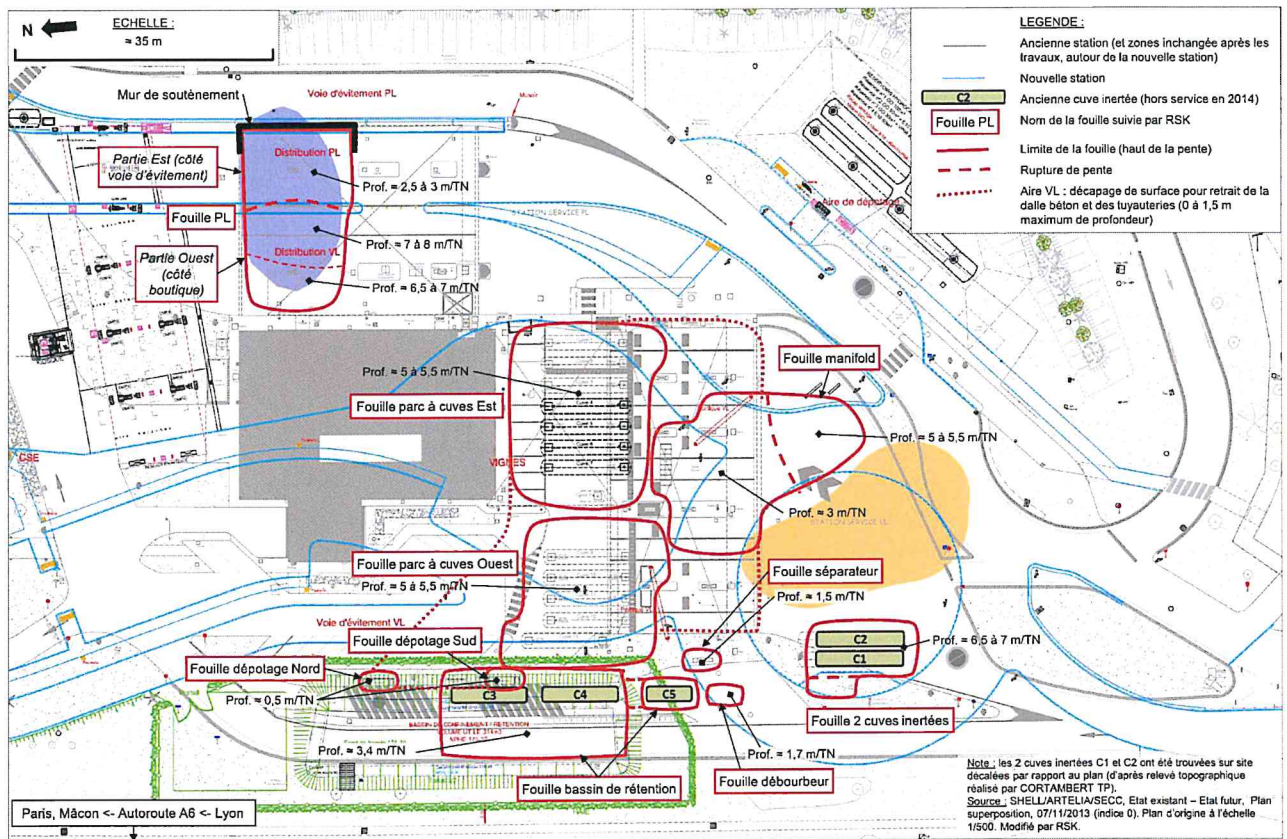 N
ECHELLE :
≈ 35 m
LEGENDE :
Ancienne station (et zones inchangée après les
travaux, autour de la nouvelle station)
Nouvelle station
C2
Ancienne cuve inertée (hors service en 2014)
Fouille PL
Nom de la fouille suivie par RSK
Limite de la fouille (haut de la pente)
Rupture de pente
Aire VL : décapage de surface pour retrait de la
dalle béton et des tuyauteries (0 à 1,5 m
maximum de profondeur)
Mur de soutènement
Voie d'évitement PL
Partie Est (côté
voie d'évitement)
Distribution PL
Prof. ≈ 2,5 à 3 m/TN
Fouille PL
Prof. ≈ 7 à 8 m/TN
Distribution VL
Partie Ouest (côté
boutique)
Prof. ≈ 6,5 à 7 m/TN
STATION SERVICE PL
Aire de dépotage
Fouille manifold
Prof. ≈ 5 à 5,5 m/TN
Fouille parc à cuves Est
Prof. ≈ 5 à 5,5 m/TN
CSE
VIGNES
Prof. ≈ 3 m/TN
STATION SERVICE VL
Fouille parc à cuves Ouest
Prof. ≈ 5 à 5,5 m/TN
Fouille séparateur
Prof. ≈ 1,5 m/TN
Voie d'évitement VL
Fouille dépotage Sud
C2
C1
Prof. ≈ 6,5 à 7 m/TN
Fouille dépotage Nord
Prof. ≈ 0,5 m/TN
C3
C4
C5
Fouille 2 cuves inertées
BASSIN DE CONFINEMENT / RETENTION
Prof. ≈ 3,4 m/TN
Prof. ≈ 1,7 m/TN
Fouille débourbeur
Fouille bassin de rétention
HAIE
Paris, Mâcon <- Autoroute A6 <- Lyon
Note : les 2 cuves inertées C1 et C2 ont été trouvées sur site
décalées par rapport au plan (d'après relevé topographique
réalisé par CORTAMBERT TP).
Source : SHELL/ARTELIA/SECC, Etat existant – Etat futur, Plan
superposition, 07/11/2013 (indice 0). Plan d'origine à l'échelle
1/500. Modifié par RSK.